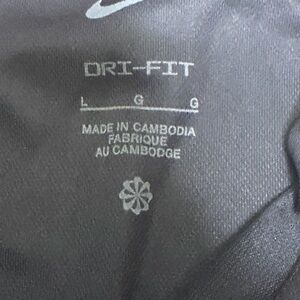 DRI-FIT
L G G
MADE IN CAMBODIA
FABRIQUE
AU CAMBODGE